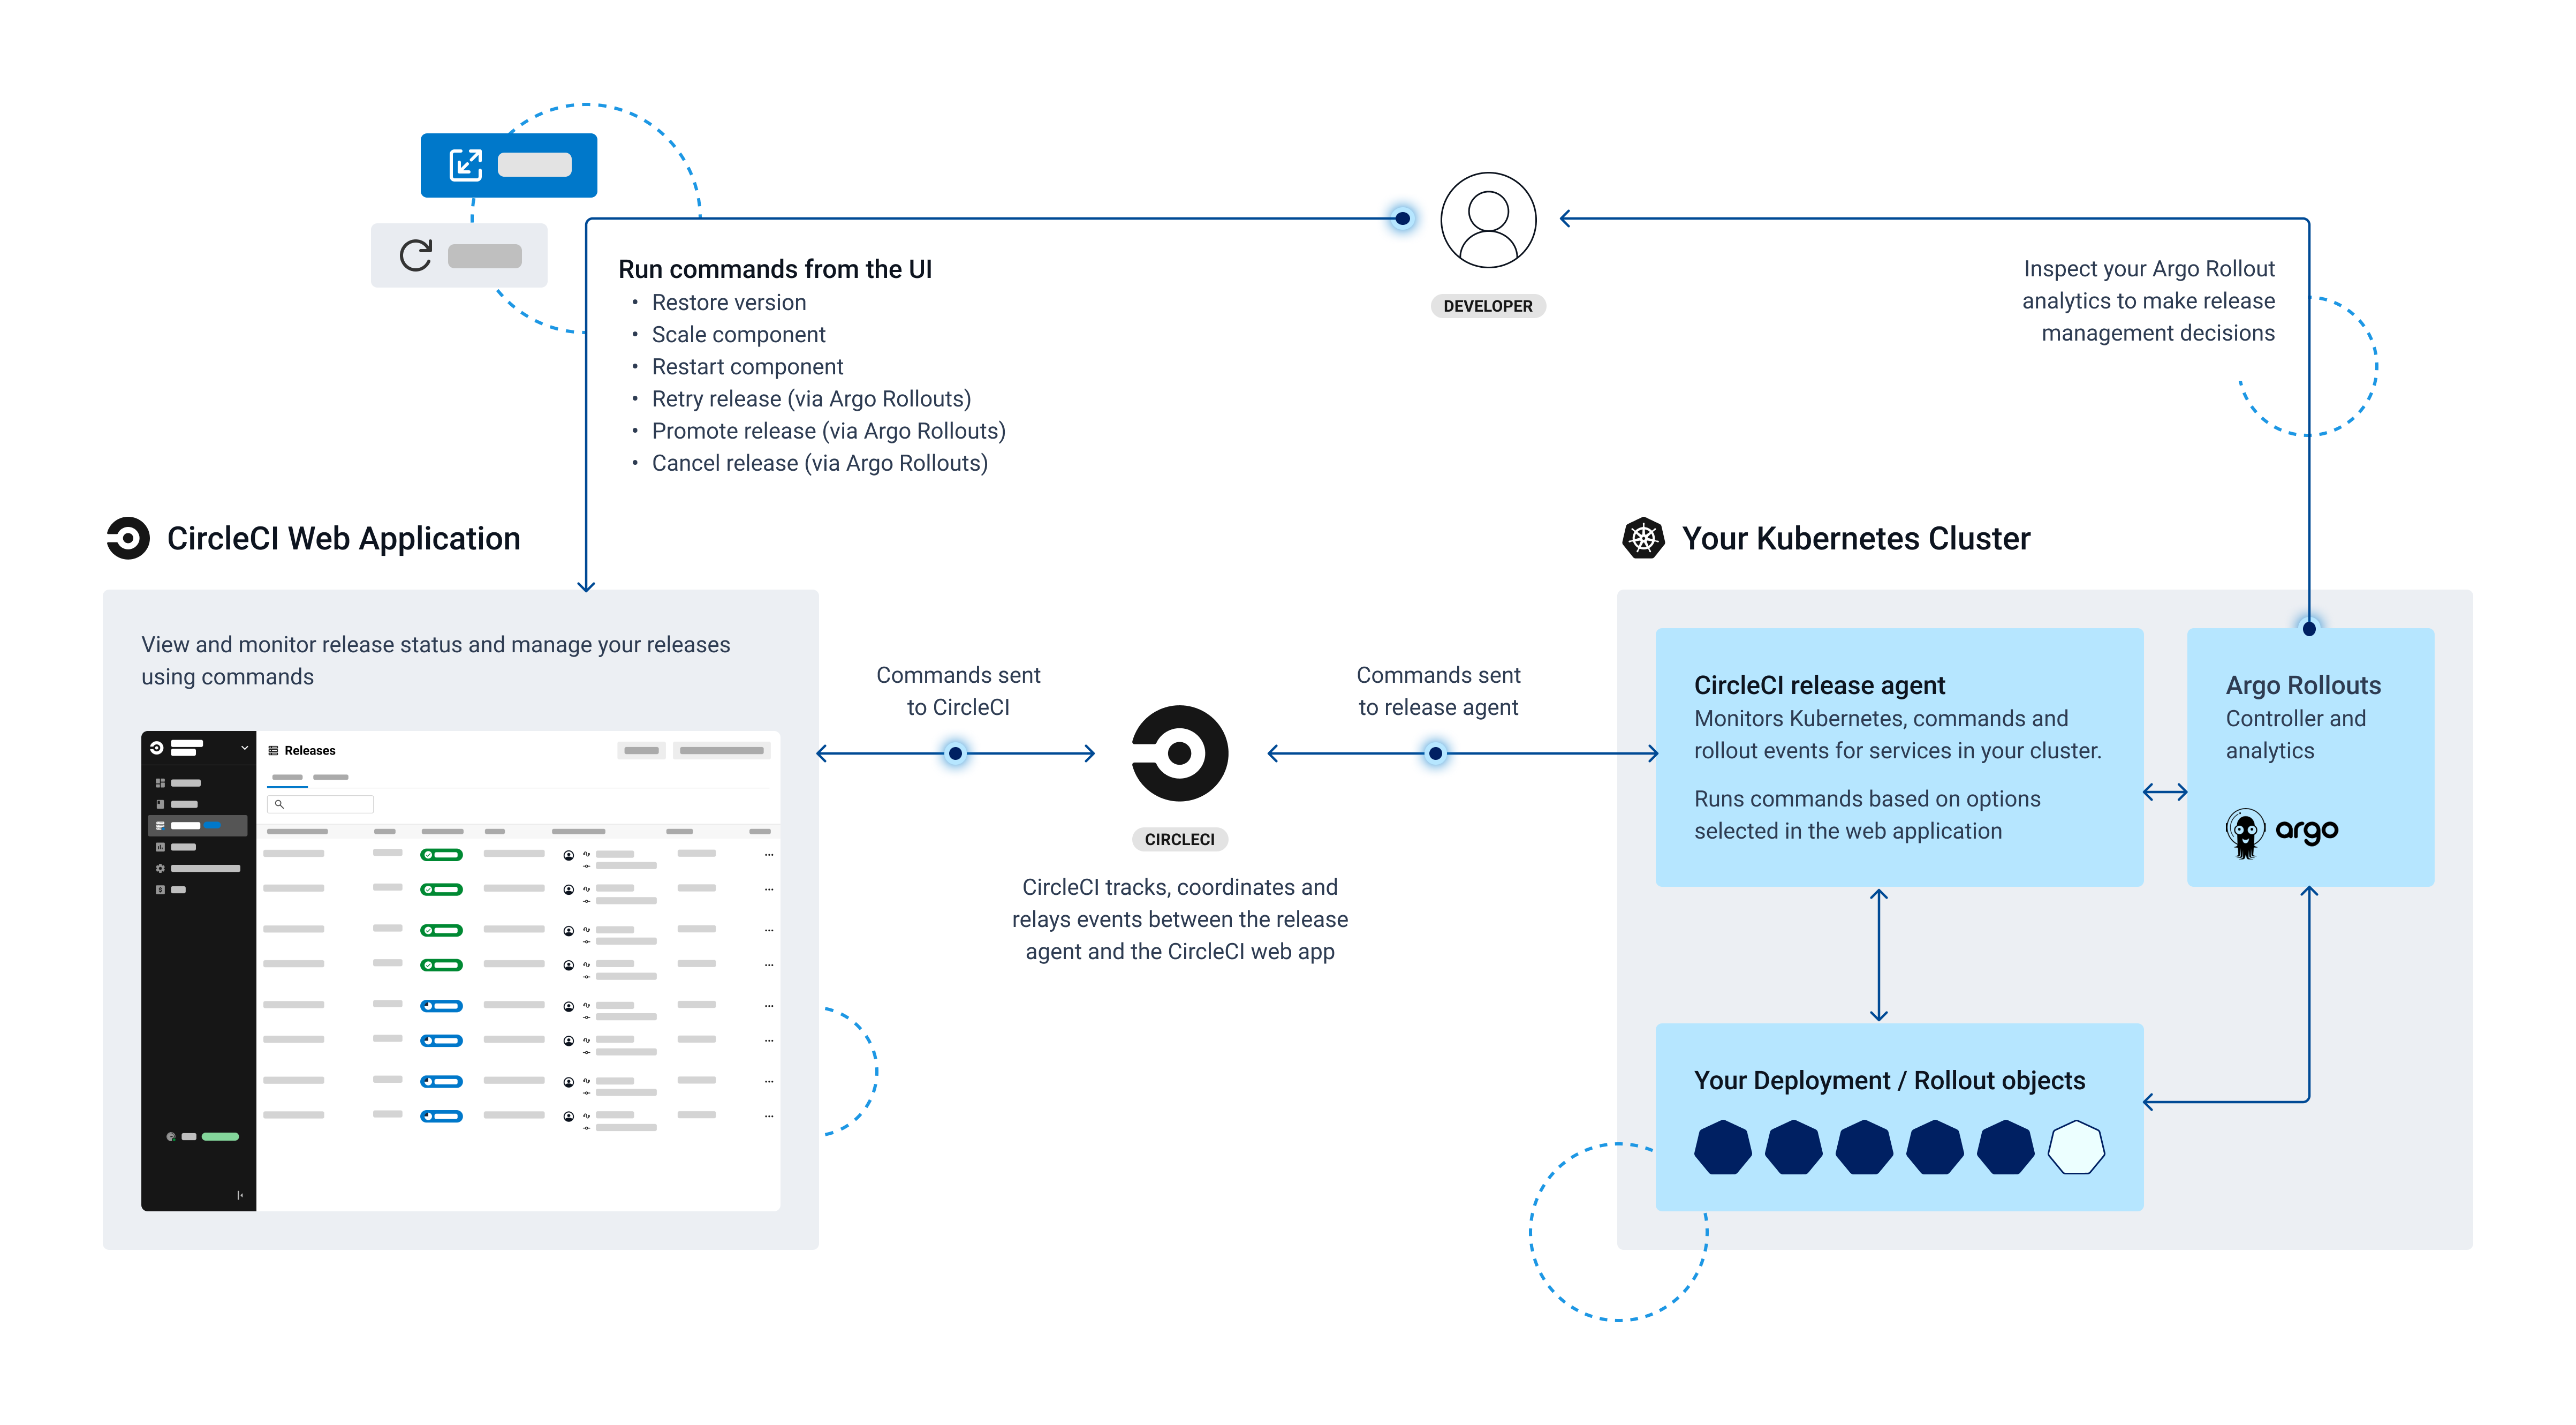 Run commands from the UI
• Restore version
• Scale component
• Restart component
• Retry release (via Argo Rollouts)
• Promote release (via Argo Rollouts)
• Cancel release (via Argo Rollouts)
DEVELOPER
Inspect your Argo Rollout
analytics to make release
management decisions
CircleCI Web Application
View and monitor release status and manage your releases
using commands
Releases
Commands sent
to CircleCI
CIRCLECI
CircleCI tracks, coordinates and
relays events between the release
agent and the CircleCI web app
Commands sent
to release agent
Your Kubernetes Cluster
CircleCI release agent
Monitors Kubernetes, commands and
rollout events for services in your cluster.
Runs commands based on options
selected in the web application
Argo Rollouts
Controller and
analytics
argo
Your Deployment / Rollout objects